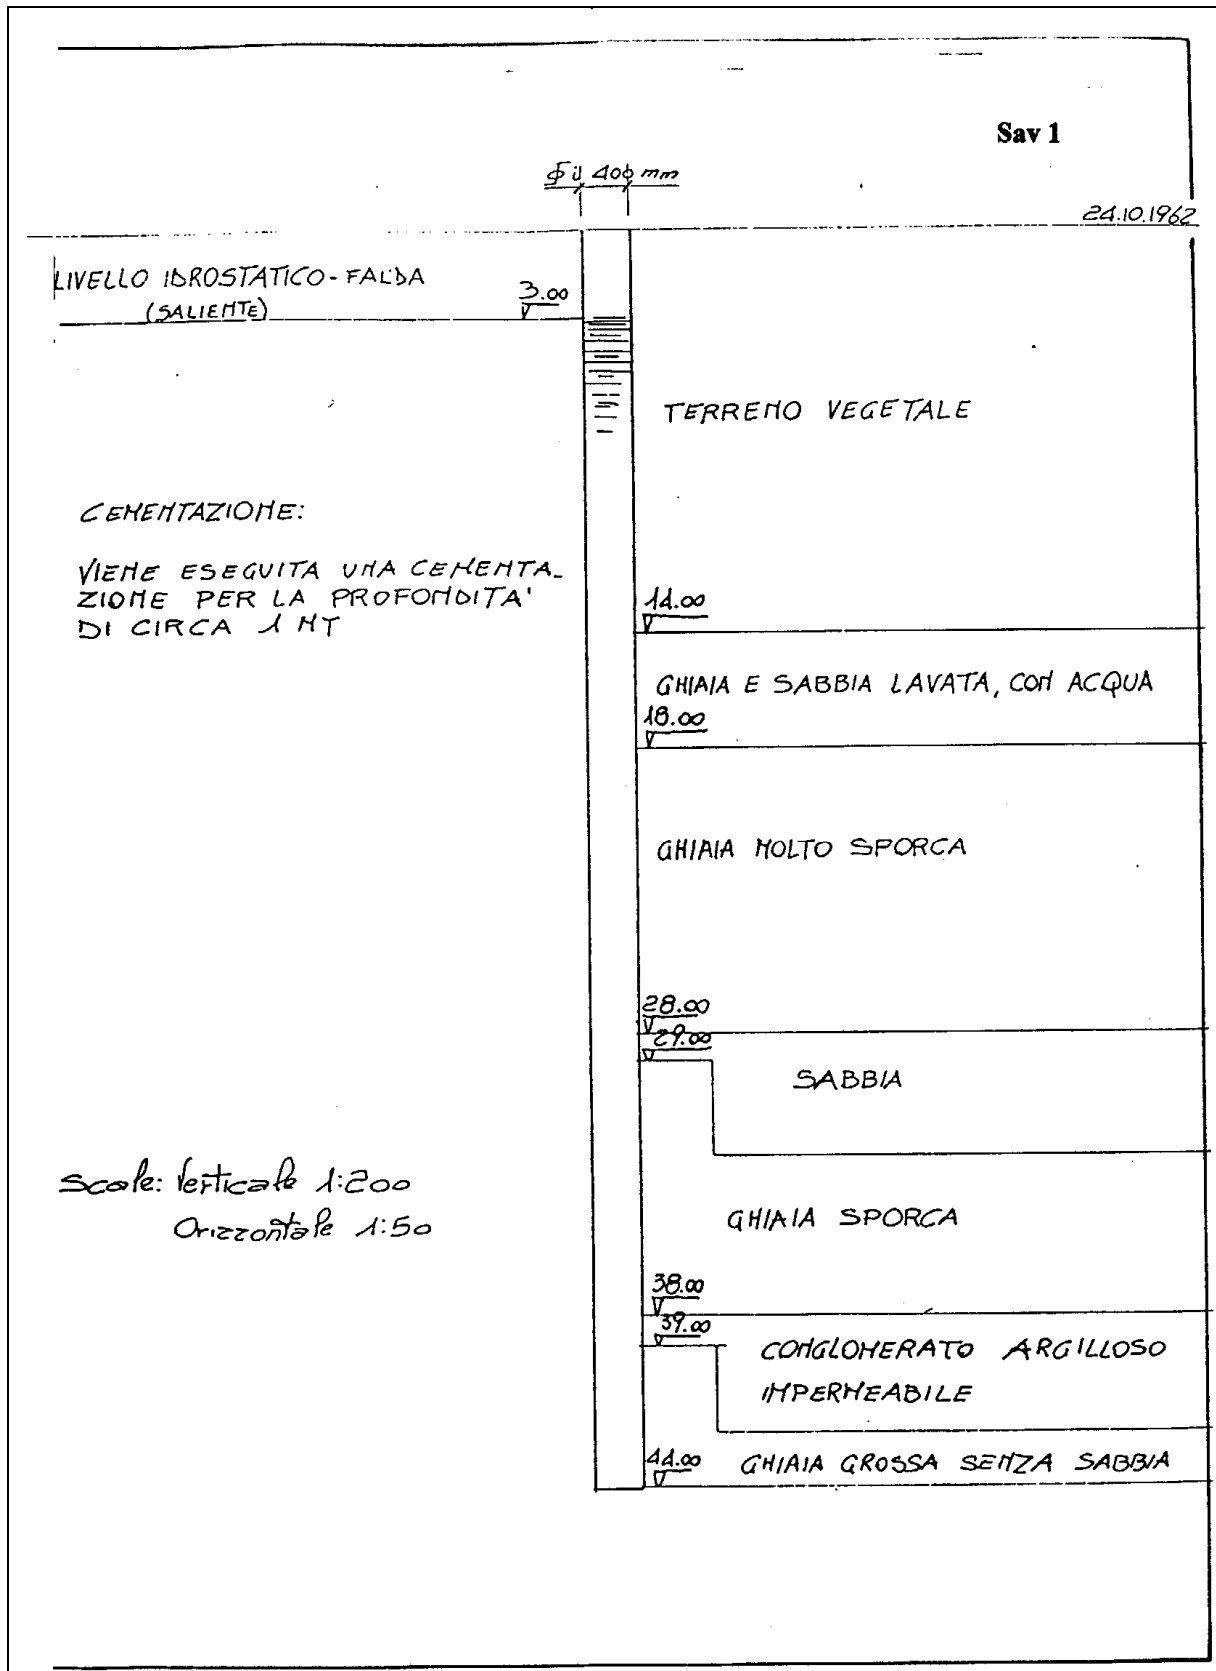 Sav 1
400 mm
24.10.1962
LIVELLO IDROSTATICO - FALDA
(SALIENTE)
3.00
TERRENO VEGETALE
CEMENTAZIONE:
VIENE ESEGUITA UNA CEMENTA-
ZIONE PER LA PROFONDITA'
DI CIRCA 1 MT
14.00
GHIAIA E SABBIA LAVATA, CON ACQUA
18.00
GHIAIA MOLTO SPORCA
28.00
29.00
SABBIA
Scale: Verticale 1:200
Orizzontale 1:50
GHIAIA SPORCA
38.00
39.00
CONGLOMERATO ARGILLOSO
IMPERMEABILE
44.00
GHIAIA GROSSA SENZA SABBIA